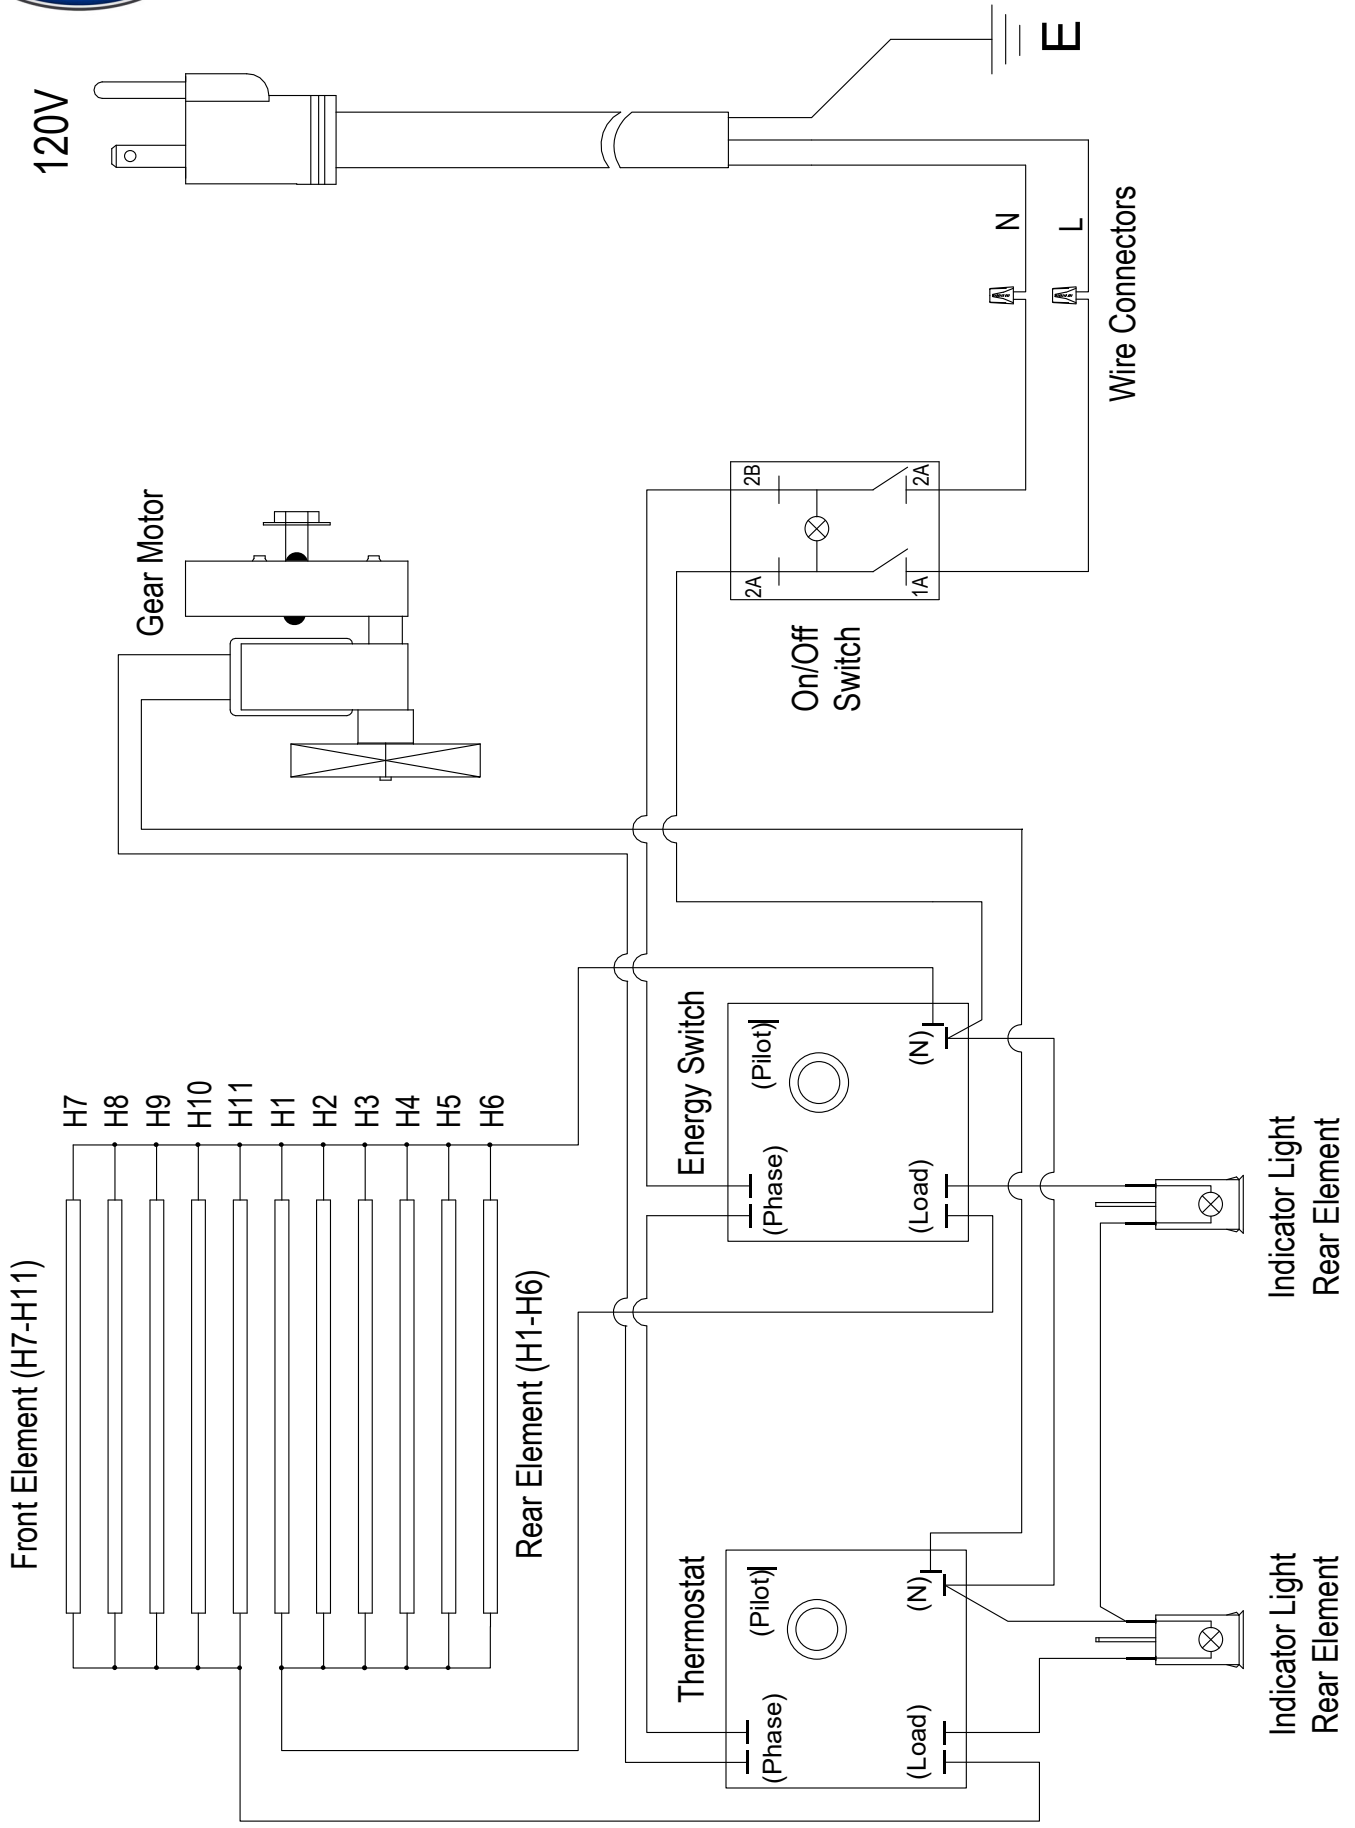 120V
E
N
L
Wire Connectors
Gear Motor
2B
2A
2A
1A
On/Off
Switch
Front Element (H7-H11)
H7
H8
H9
H10
H11
H1
H2
H3
H4
H5
H6
Rear Element (H1-H6)
Energy Switch
(Pilot)
(N)
(Phase)
(Load)
Thermostat
(Pilot)
(N)
(Phase)
(Load)
Indicator Light
Rear Element
Indicator Light
Rear Element